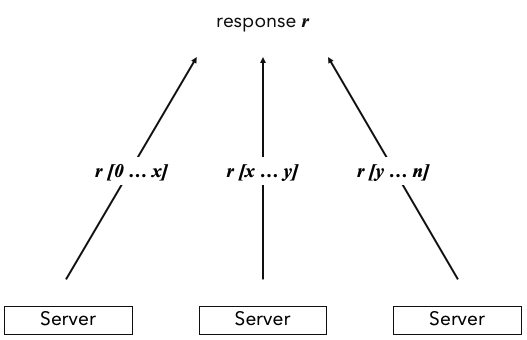 response r
r [0 … x] r [x … y] r [y … n]
Server Server Server